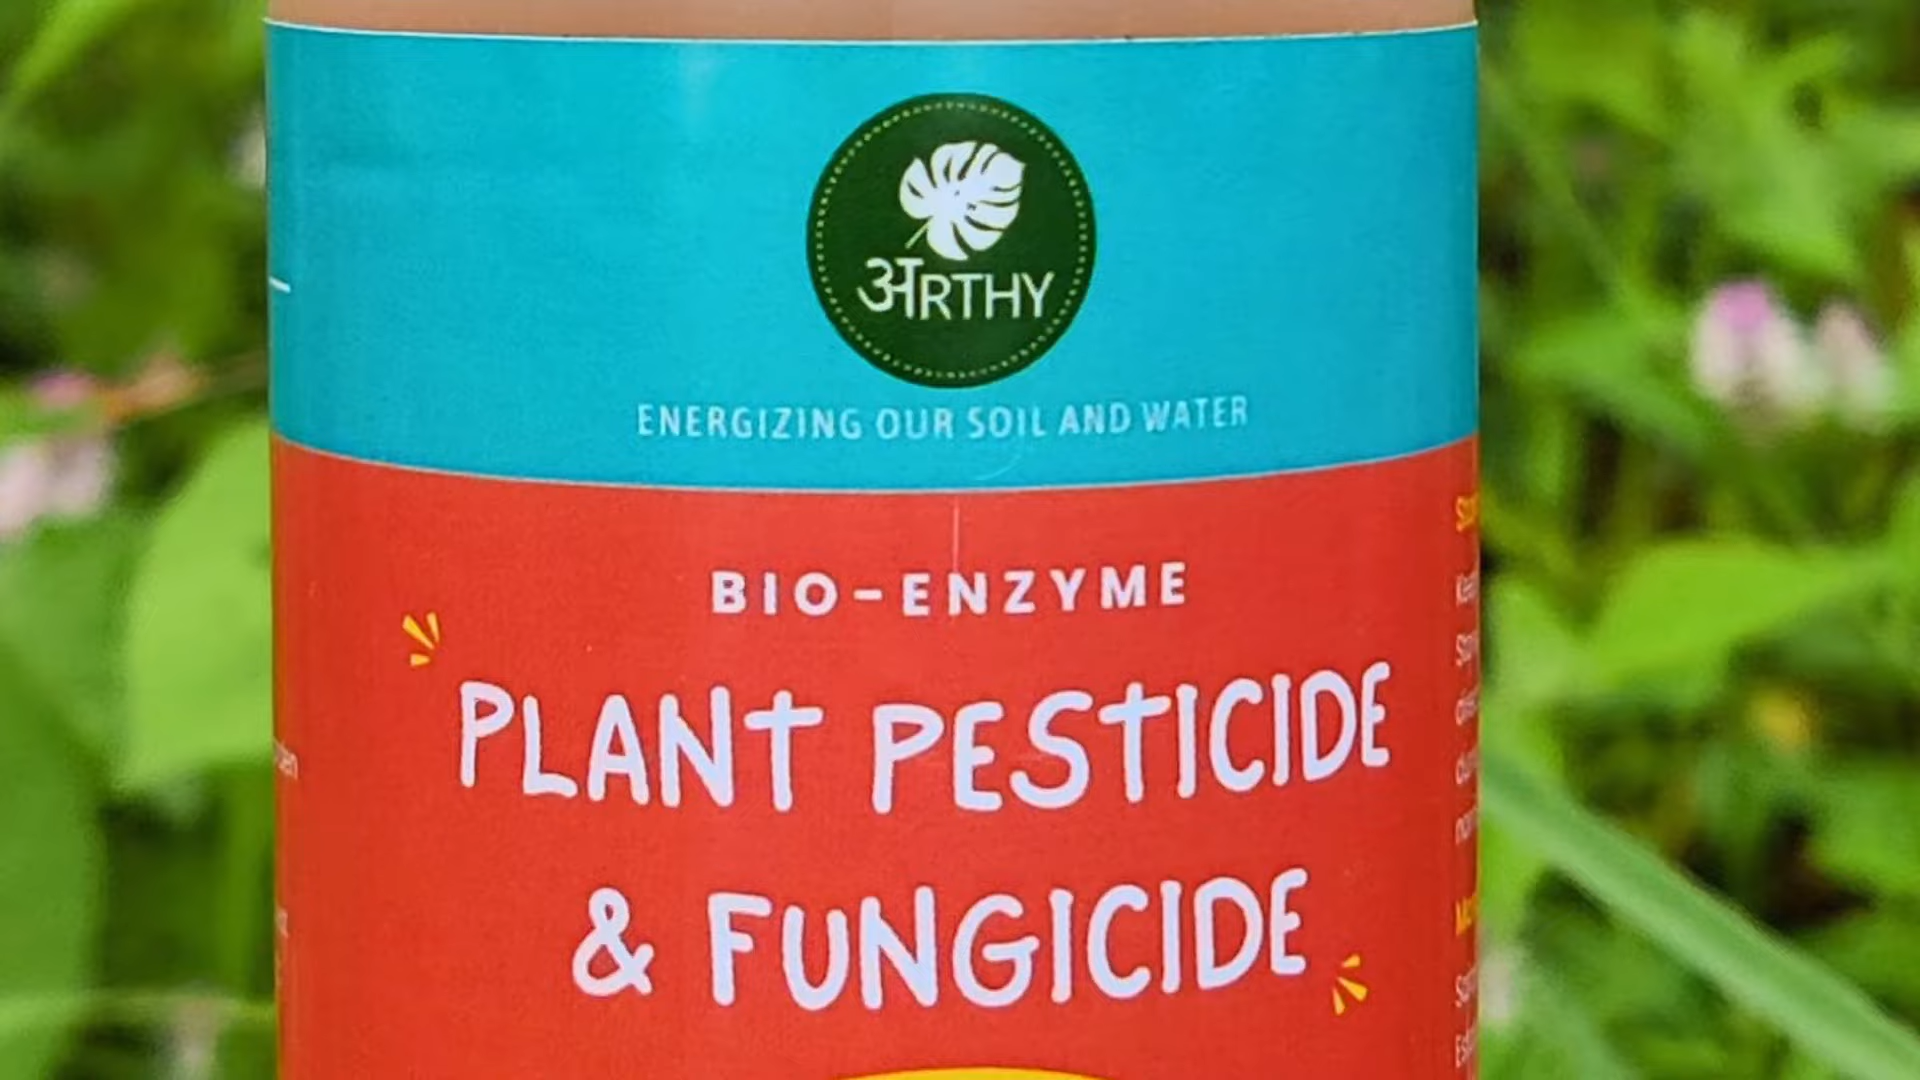 अRTHY
ENERGIZING OUR SOIL AND WATER
BIO-ENZYME
PLANT PESTICIDE
& FUNGICIDE